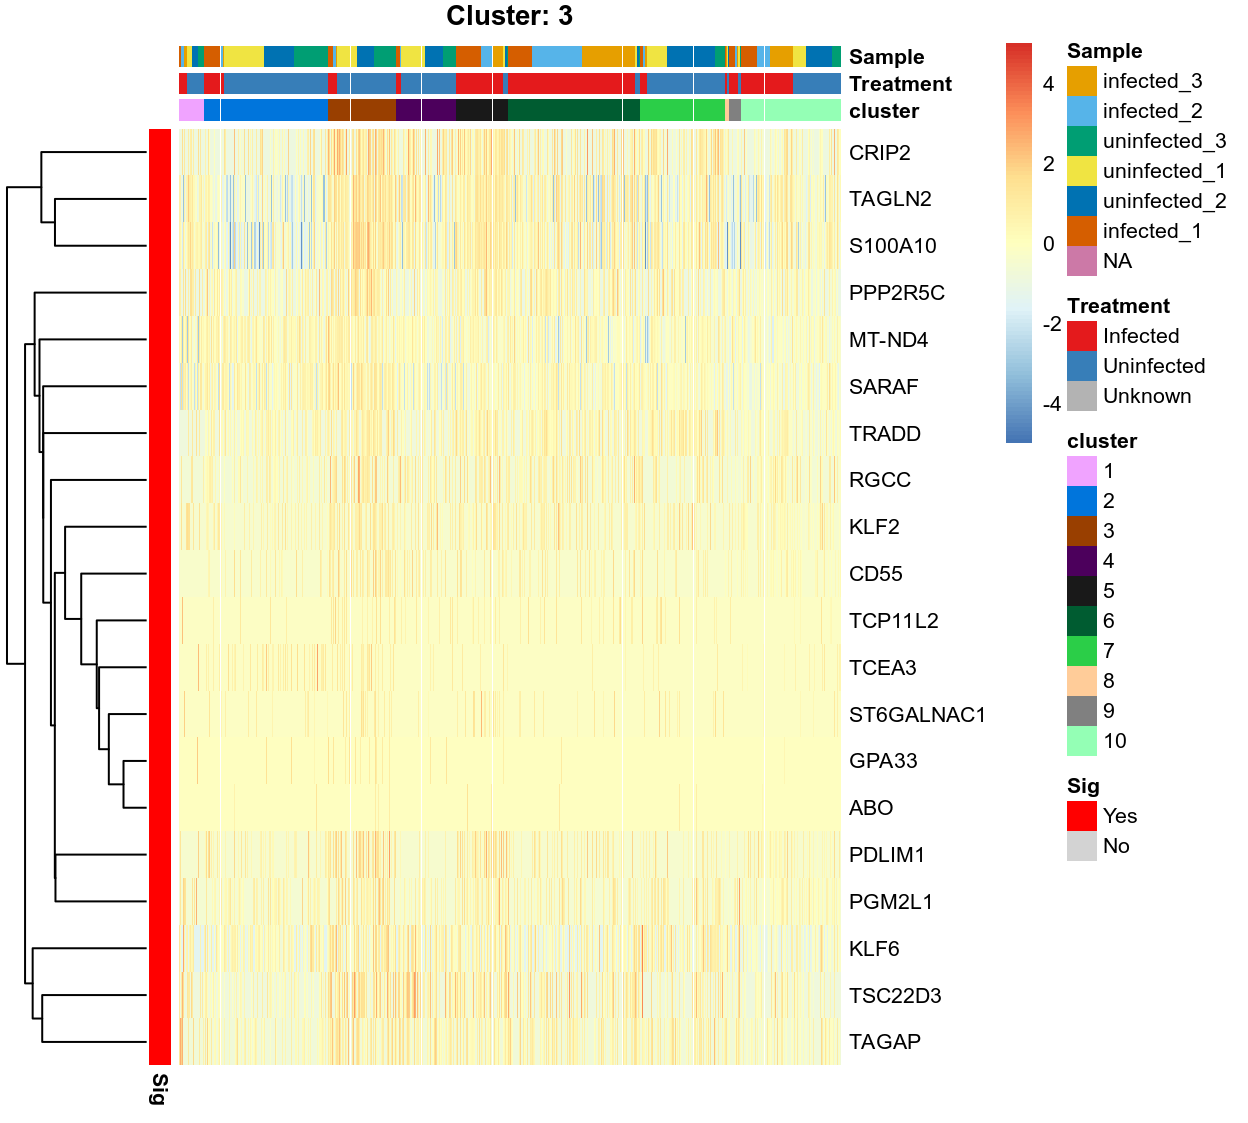 Cluster: 3
Sample
Treatment
cluster
CRIP2
TAGLN2
S100A10
PPP2R5C
MT-ND4
SARAF
TRADD
RGCC
KLF2
CD55
TCP11L2
TCEA3
ST6GALNAC1
GPA33
ABO
PDLIM1
PGM2L1
KLF6
TSC22D3
TAGAP
Sig
4
2
0
-2
-4
Sample
infected_3
infected_2
uninfected_3
uninfected_1
uninfected_2
infected_1
NA
Treatment
Infected
Uninfected
Unknown
cluster
1
2
3
4
5
6
7
8
9
10
Sig
Yes
No